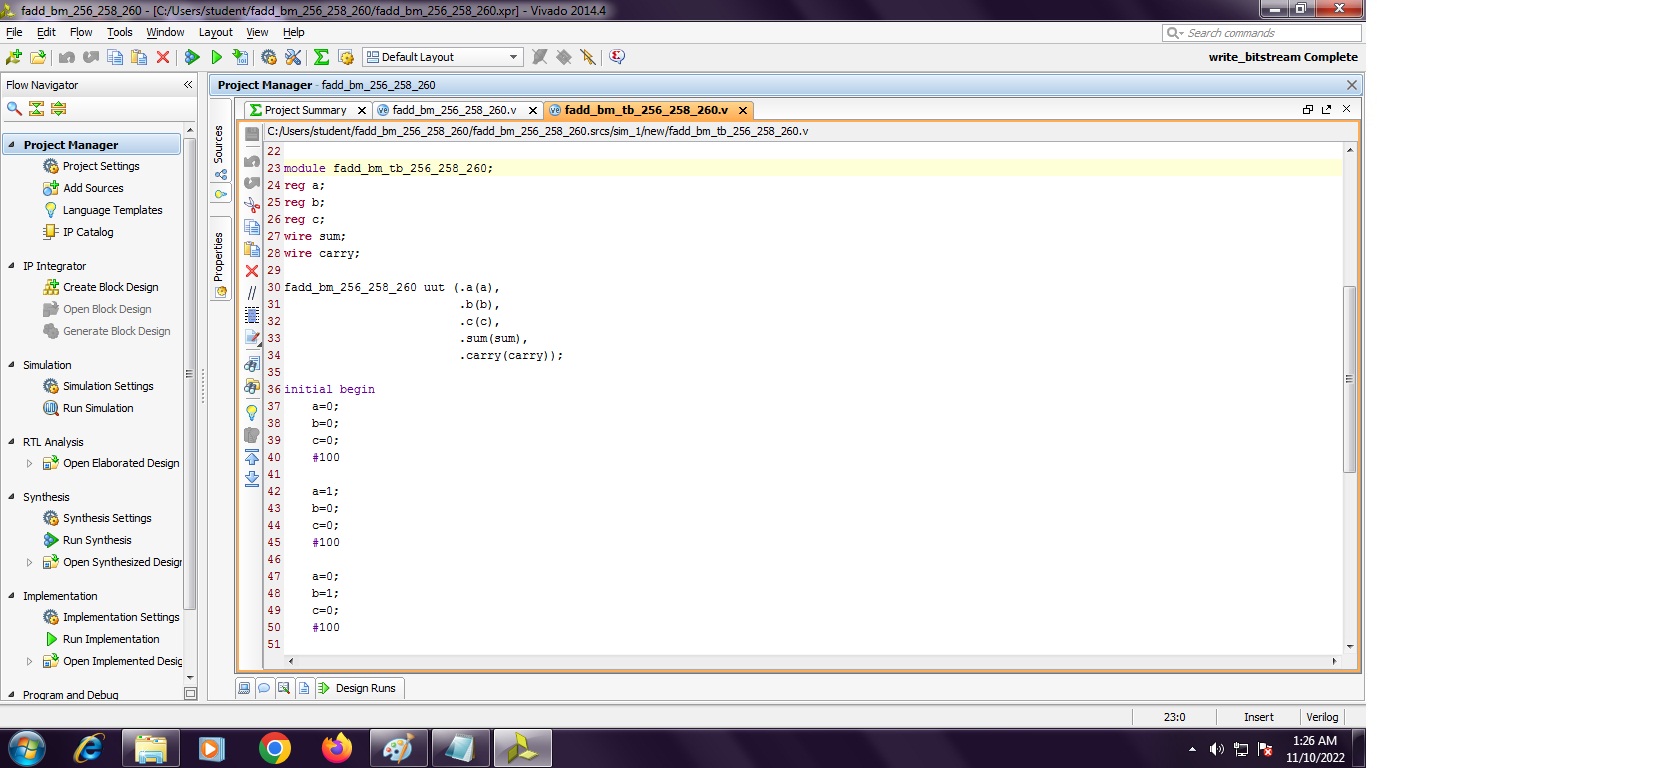 fadd_bm_256_258_260 - [C:/Users/student/fadd_bm_256_258_260/fadd_bm_256_258_260.xpr] - Vivado 2014.4
File Edit Flow Tools Window Layout View Help
Search commands
Default Layout
write_bitstream Complete
Flow Navigator
Project Manager - fadd_bm_256_258_260
Project Summary
fadd_bm_256_258_260.v
fadd_bm_tb_256_258_260.v
C:/Users/student/fadd_bm_256_258_260/fadd_bm_256_258_260.srcs/sim_1/new/fadd_bm_tb_256_258_260.v
Project Manager
Project Settings
Add Sources
Language Templates
IP Catalog
IP Integrator
Create Block Design
Open Block Design
Generate Block Design
Simulation
Simulation Settings
Run Simulation
RTL Analysis
Open Elaborated Design
Synthesis
Synthesis Settings
Run Synthesis
Open Synthesized Desigr
Implementation
Implementation Settings
Run Implementation
Open Implemented Desig
Program and Debug
Sources
Properties
22
23 module fadd_bm_tb_256_258_260;
24 reg a;
25 reg b;
26 reg c;
27 wire sum;
28 wire carry;
29
30 fadd_bm_256_258_260 uut (.a(a),
31 .b(b),
32 .c(c),
33 .sum(sum),
34 .carry(carry));
35
36 initial begin
37 a=0;
38 b=0;
39 c=0;
40 #100
41
42 a=1;
43 b=0;
44 c=0;
45 #100
46
47 a=0;
48 b=1;
49 c=0;
50 #100
51
Design Runs
23:0 Insert Verilog
1:26 AM
11/10/2022